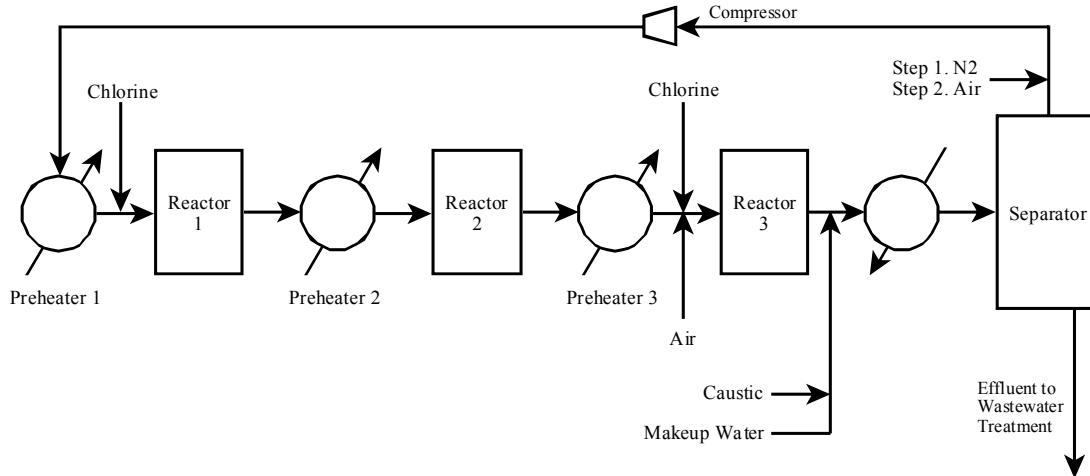 Compressor
Step 1. N2
Step 2. Air
Chlorine
Chlorine
Reactor
1
Reactor
2
Reactor
3
Separator
Preheater 1
Preheater 2
Preheater 3
Air
Caustic
Makeup Water
Effluent to
Wastewater
Treatment